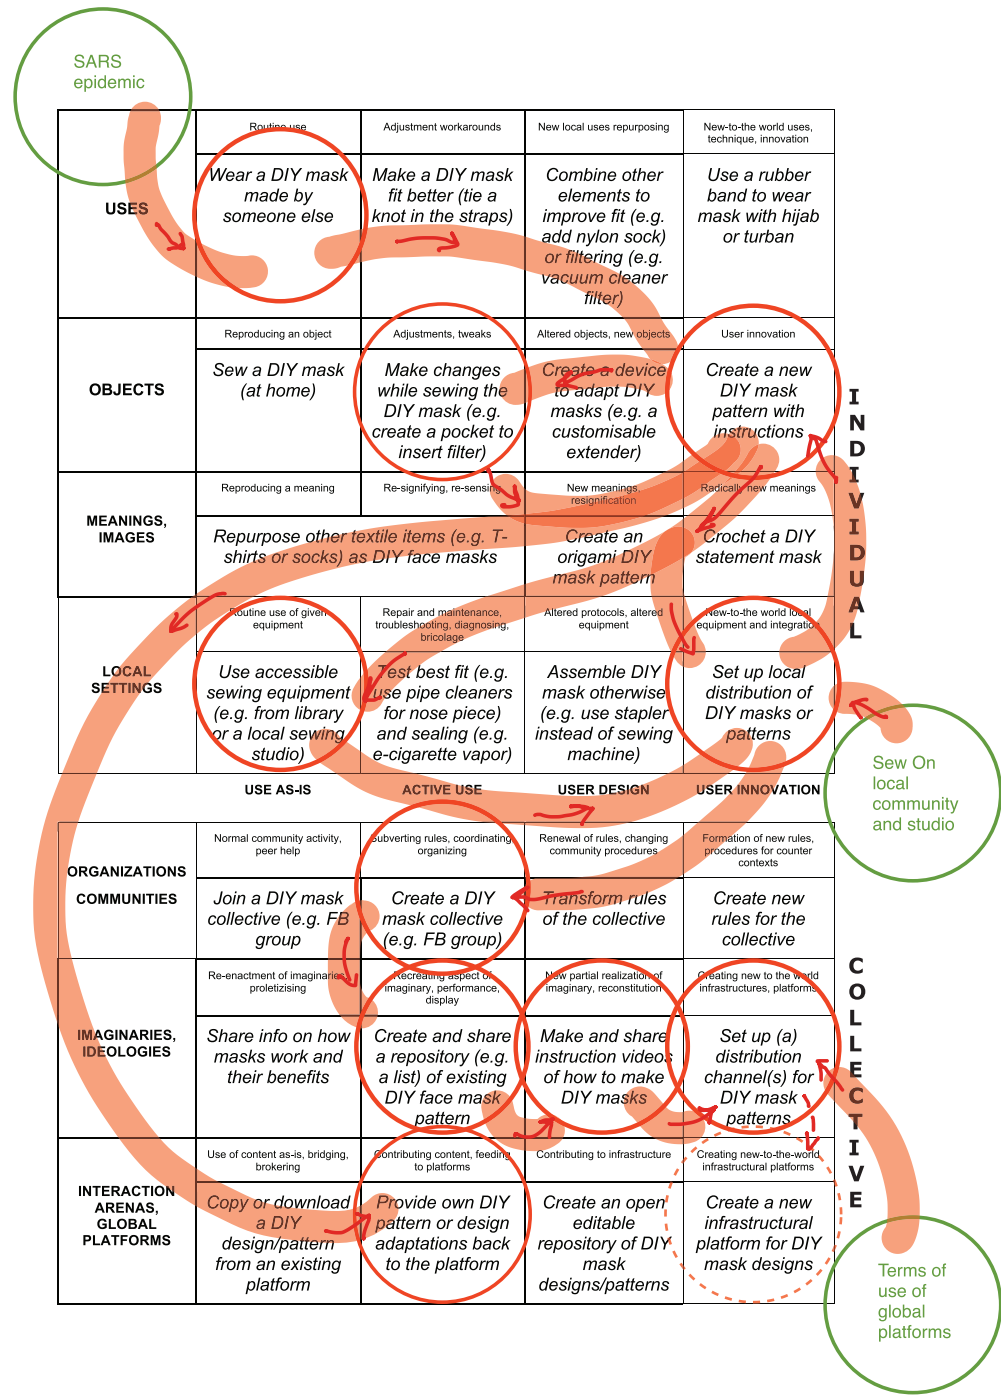 SARS
epidemic
USES
Routine use
Adjustment workarounds
New local uses repurposing
New-to-the world uses,
technique, innovation
Wear a DIY mask
made by
someone else
Make a DIY mask
fit better (tie a
knot in the straps)
Combine other
elements to
improve fit (e.g.
add nylon sock)
or filtering (e.g.
vacuum cleaner
filter)
Use a rubber
band to wear
mask with hijab
or turban
OBJECTS
Reproducing an object
Adjustments, tweaks
Altered objects, new objects
User innovation
Sew a DIY mask
(at home)
Make changes
while sewing the
DIY mask (e.g.
create a pocket to
insert filter)
Create a device
to adapt DIY
masks (e.g. a
customisable
extender)
Create a new
DIY mask
pattern with
instructions
MEANINGS,
IMAGES
Reproducing a meaning
Re-signifying, re-sensing
New meanings,
resignification
Radically new meanings
Repurpose other textile items (e.g. T-
shirts or socks) as DIY face masks
Create an
origami DIY
mask pattern
Crochet a DIY
statement mask
LOCAL
SETTINGS
Routine use of given
equipment
Repair and maintenance,
troubleshooting, diagnosing,
bricolage
Altered protocols, altered
equipment
New-to-the world local
equipment and integration
Use accessible
sewing equipment
(e.g. from library
or a local sewing
studio)
Test best fit (e.g.
use pipe cleaners
for nose piece)
and sealing (e.g.
e-cigarette vapor)
Assemble DIY
mask otherwise
(e.g. use stapler
instead of sewing
machine)
Set up local
distribution of
DIY masks or
patterns
INDIVIDUAL
Sew On
local
community
and studio
USE AS-IS
ACTIVE USE
USER DESIGN
USER INNOVATION
ORGANIZATIONS
COMMUNITIES
Normal community activity,
peer help
Subverting rules, coordinating
organizing
Renewal of rules, changing
community procedures
Formation of new rules,
procedures for counter
contexts
Join a DIY mask
collective (e.g. FB
group
Create a DIY
mask collective
(e.g. FB group)
Transform rules
of the collective
Create new
rules for the
collective
IMAGINARIES,
IDEOLOGIES
Re-enactment of imaginaries,
proletizising
Recreating aspect of
imaginary, performance,
display
New partial realization of
imaginary, reconstitution
Creating new to the world
infrastructures, platforms
Share info on how
masks work and
their benefits
Create and share
a repository (e.g.
a list) of existing
DIY face mask
pattern
Make and share
instruction videos
of how to make
DIY masks
Set up (a)
distribution
channel(s) for
DIY mask
patterns
INTERACTION
ARENAS,
GLOBAL
PLATFORMS
Use of content as-is, bridging,
brokering
Contributing content, feeding
to platforms
Contributing to infrastructure
Creating new-to-the-world
infrastructural platforms
Copy or download
a DIY
design/pattern
from an existing
platform
Provide own DIY
pattern or design
adaptations back
to the platform
Create an open
editable
repository of DIY
mask
designs/patterns
Create a new
infrastructural
platform for DIY
mask designs
COLLECTIVE
Terms of
use of
global
platforms